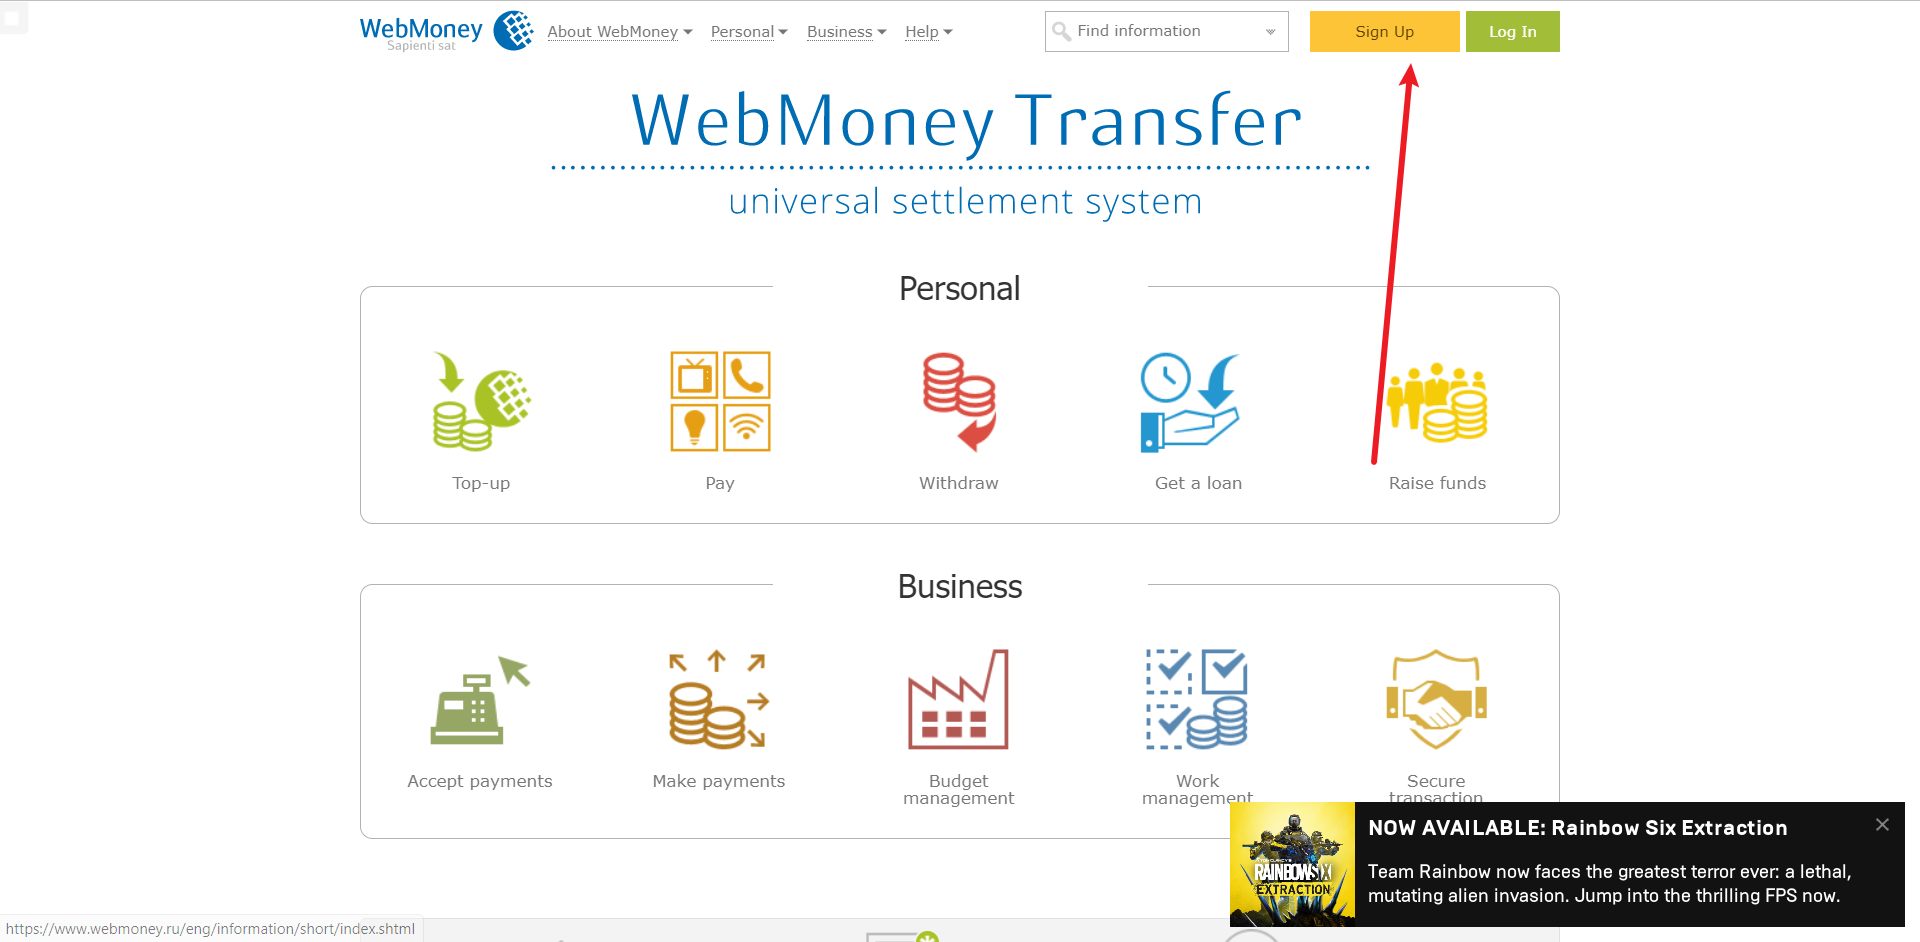 WebMoney
Sapienti sat
About WebMoney
Personal
Business
Help
Find information
Sign Up
Log In
WebMoney Transfer
universal settlement system
Personal
Top-up
Pay
Withdraw
Get a loan
Raise funds
Business
Accept payments
Make payments
Budget
management
Work
management
Secure
transaction
NOW AVAILABLE: Rainbow Six Extraction
Team Rainbow now faces the greatest terror ever: a lethal,
mutating alien invasion. Jump into the thrilling FPS now.
RAINBOW SIX
EXTRACTION
https://www.webmoney.ru/eng/information/short/index.shtml